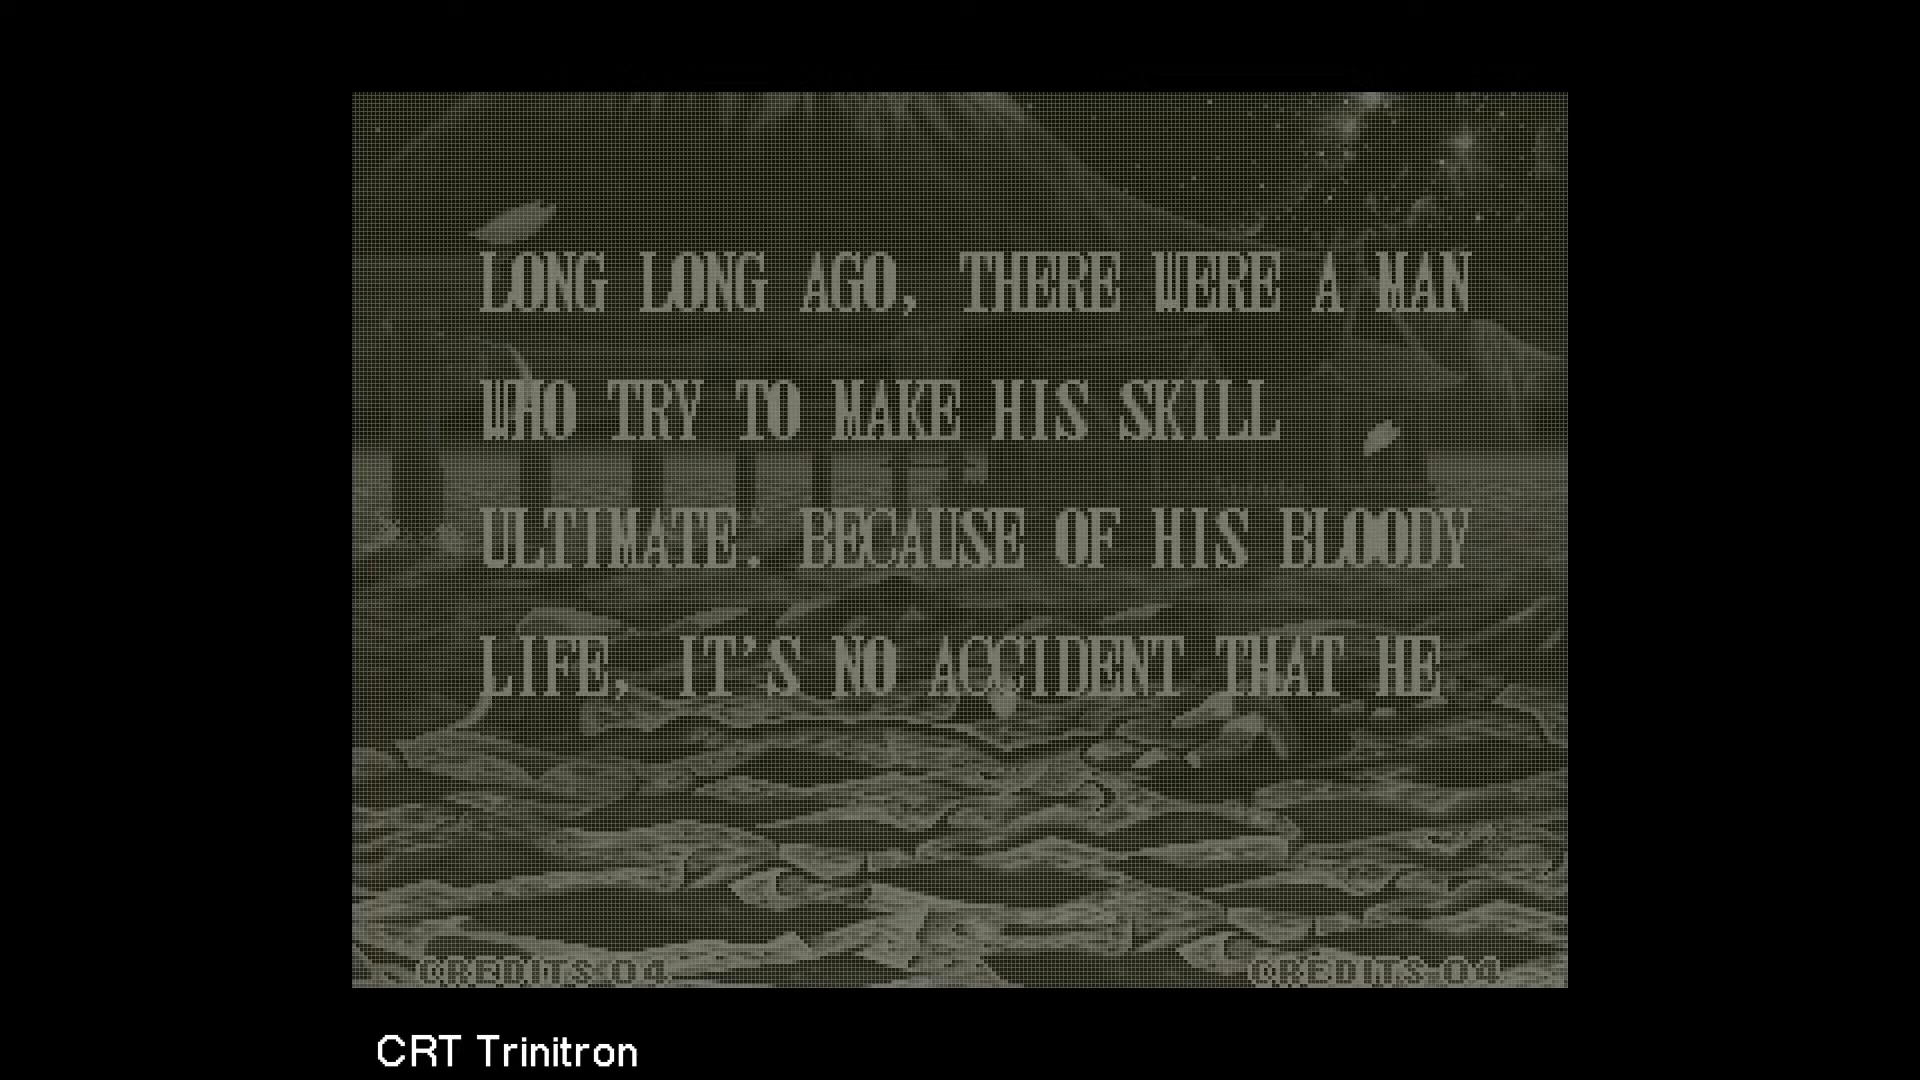 LONG LONG AGO, THERE WERE A MAN
WHO TRY TO MAKE HIS SKILL
ULTIMATE. BECAUSE OF HIS BLOODY
LIFE, IT'S NO ACCIDENT THAT HE
CREDITS 04 CREDITS 04
CRT Trinitron